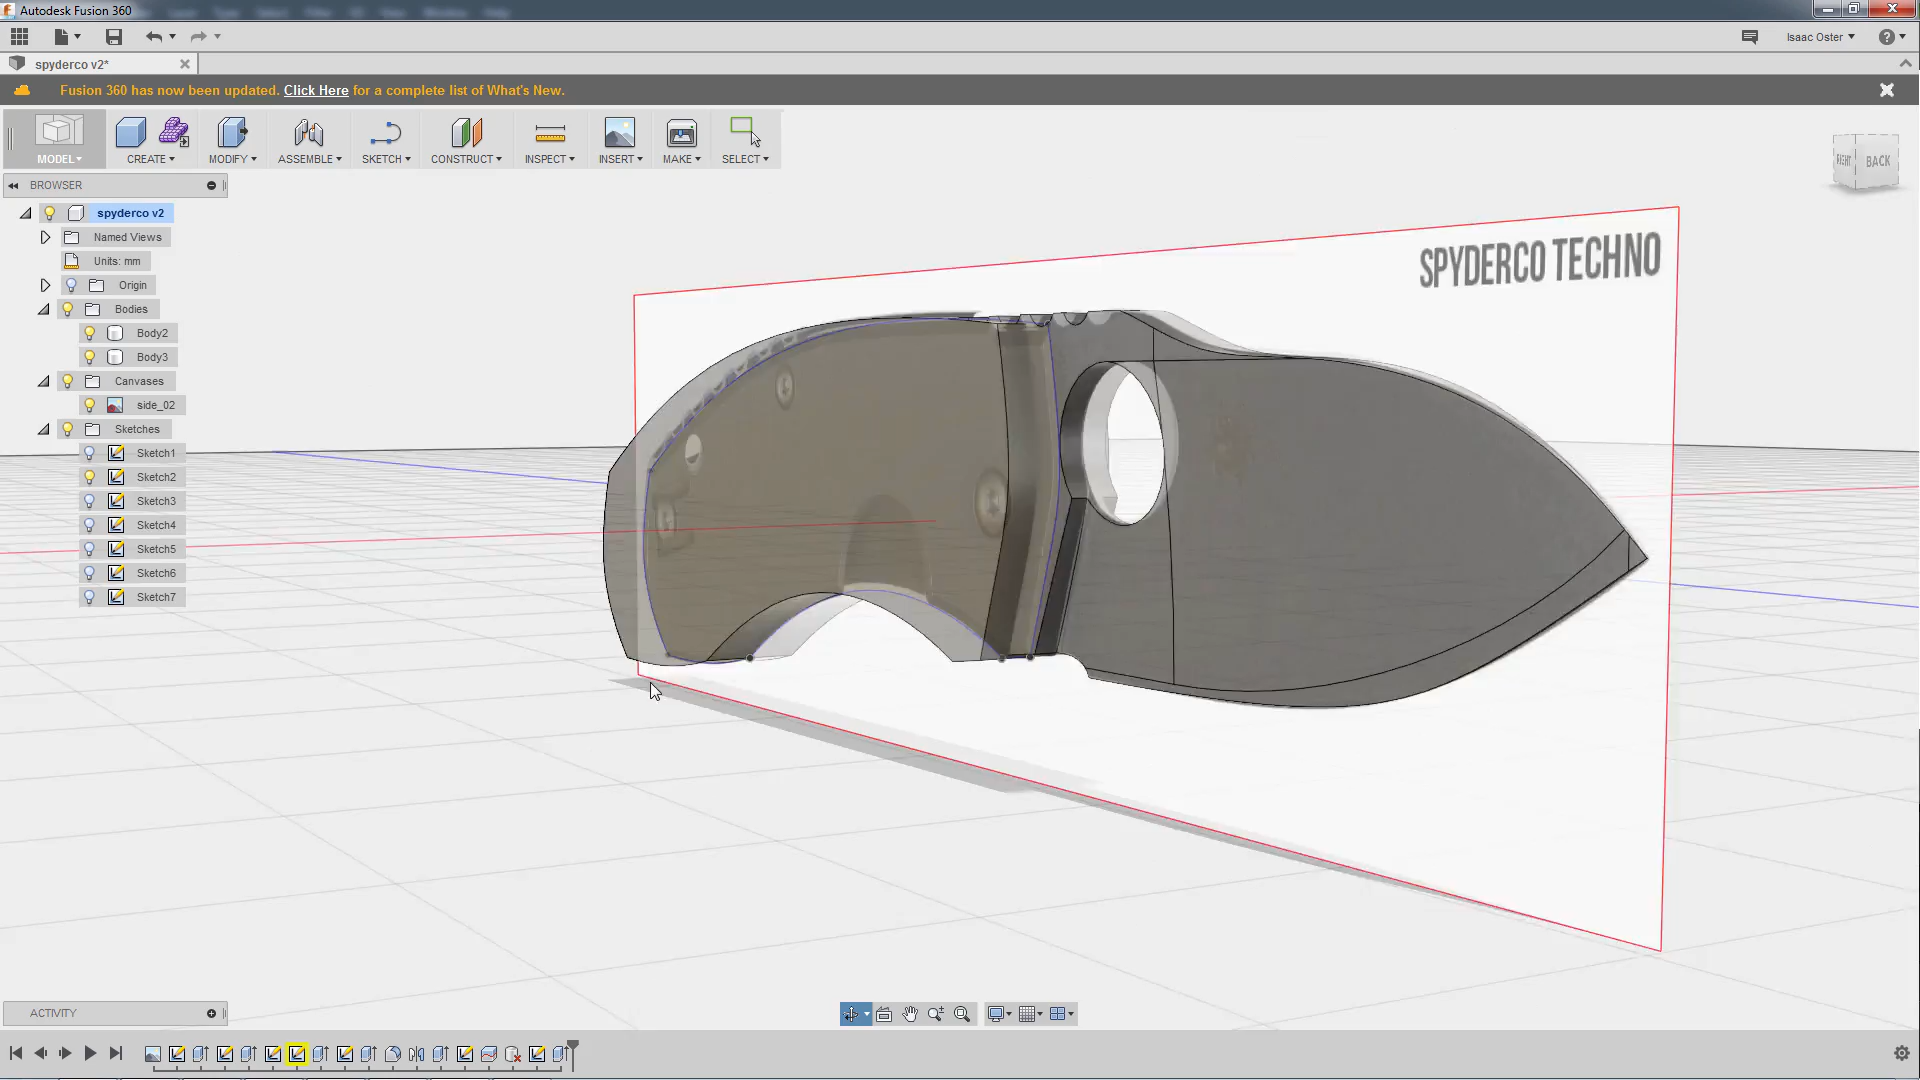 Autodesk Fusion 360
Isaac Oster
spyderco v2*
Fusion 360 has now been updated. Click Here for a complete list of What's New.
MODEL
CREATE
MODIFY
ASSEMBLE
SKETCH
CONSTRUCT
INSPECT
INSERT
MAKE
SELECT
RIGHT
BACK
BROWSER
spyderco v2
Named Views
Units: mm
Origin
Bodies
Body2
Body3
Canvases
side_02
Sketches
Sketch1
Sketch2
Sketch3
Sketch4
Sketch5
Sketch6
Sketch7
SPYDERCO TECHNO
ACTIVITY